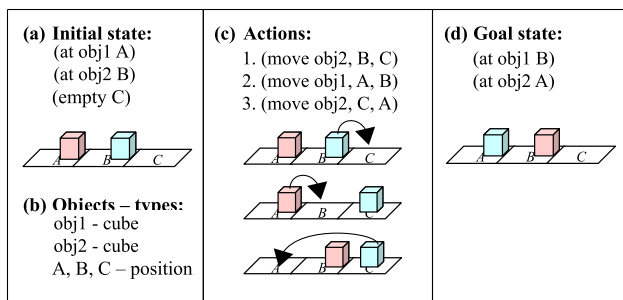 (a) Initial state:
(at obj1 A)
(at obj2 B)
(empty C)
A B C
(b) Objects – types:
obj1 - cube
obj2 - cube
A, B, C – position
(c) Actions:
1. (move obj2, B, C)
2. (move obj1, A, B)
3. (move obj2, C, A)
A B C
A B C
A B C
(d) Goal state:
(at obj1 B)
(at obj2 A)
A B C